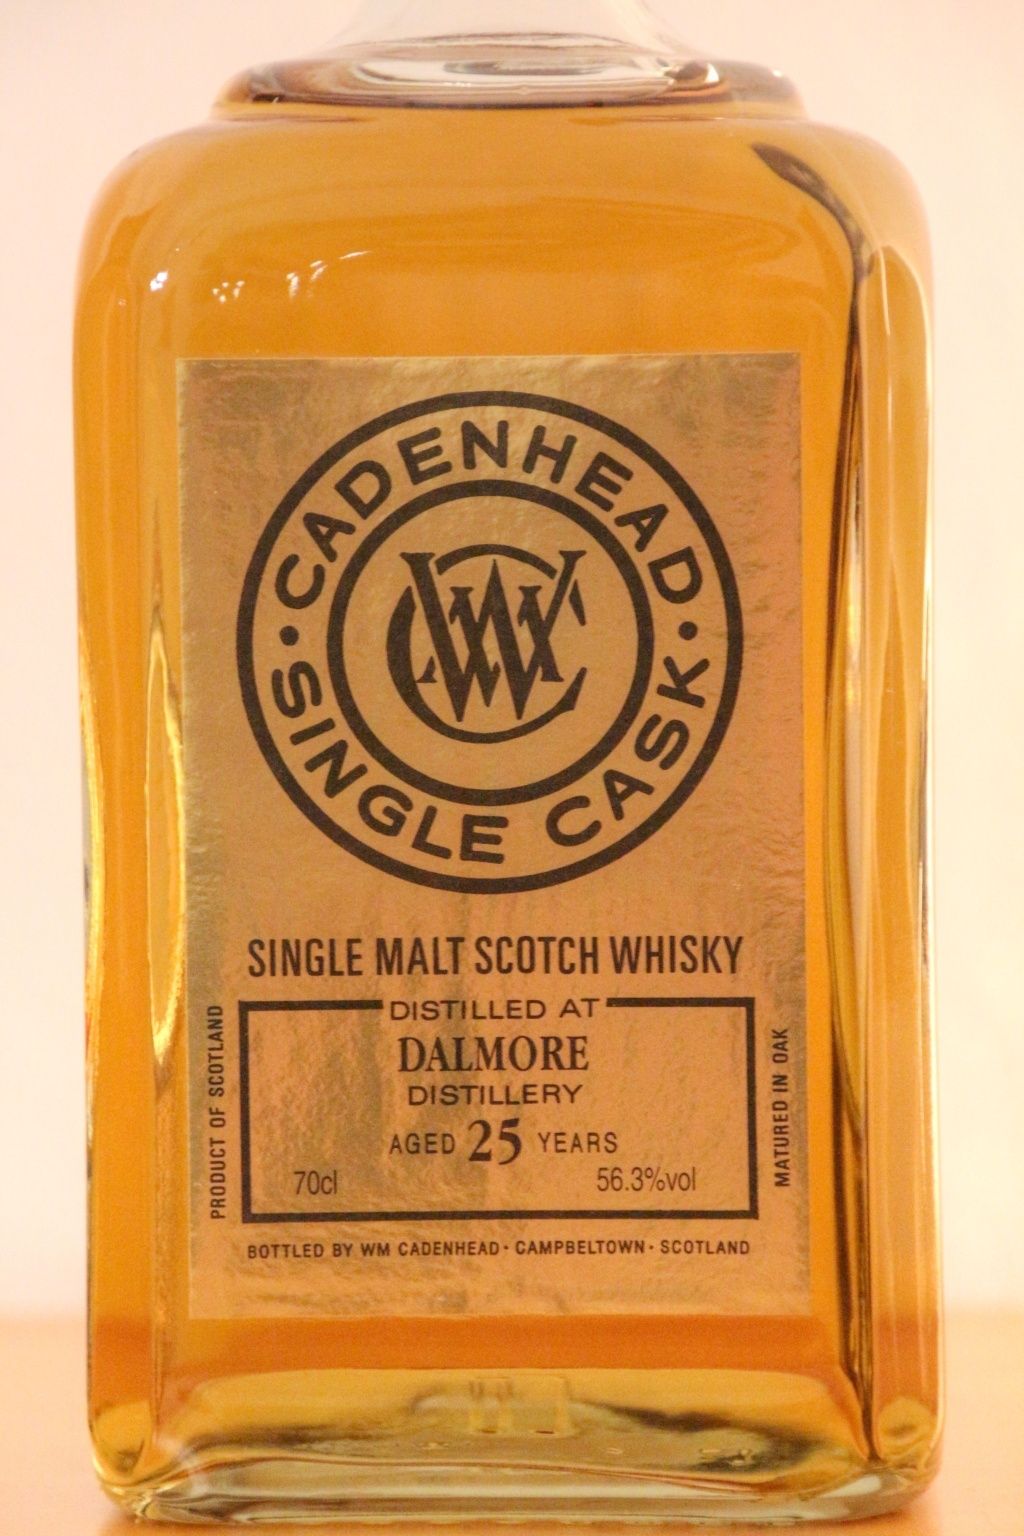 CADENHEAD
WC
· SINGLE CASK ·
SINGLE MALT SCOTCH WHISKY
DISTILLED AT
DALMORE
DISTILLERY
AGED 25 YEARS
70cl 56.3%vol
PRODUCT OF SCOTLAND
MATURED IN OAK
BOTTLED BY WM CADENHEAD · CAMPBELTOWN · SCOTLAND